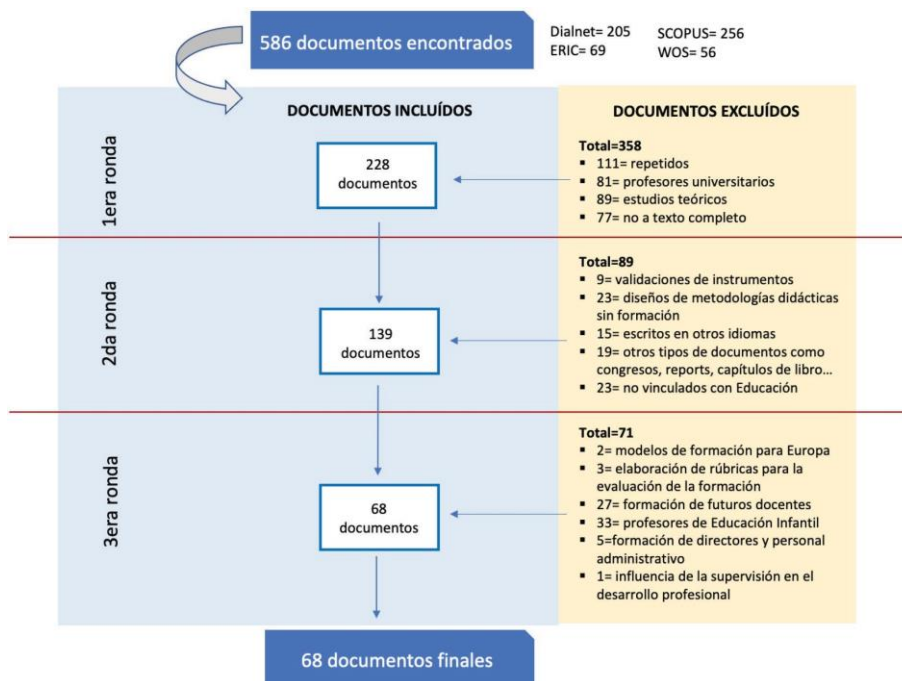 586 documentos encontrados
Dialnet= 205
SCOPUS= 256
ERIC= 69
WOS= 56
DOCUMENTOS INCLUÍDOS
DOCUMENTOS EXCLUÍDOS
1era ronda
228
documentos
Total=358
▪ 111= repetidos
▪ 81= profesores universitarios
▪ 89= estudios teóricos
▪ 77= no a texto completo
2da ronda
139
documentos
Total=89
▪ 9= validaciones de instrumentos
▪ 23= diseños de metodologías didácticas
sin formación
▪ 15= escritos en otros idiomas
▪ 19= otros tipos de documentos como
congresos, reports, capítulos de libro...
▪ 23= no vinculados con Educación
3era ronda
68
documentos
Total=71
▪ 2= modelos de formación para Europa
▪ 3= elaboración de rúbricas para la
evaluación de la formación
▪ 27= formación de futuros docentes
▪ 33= profesores de Educación Infantil
▪ 5=formación de directores y personal
administrativo
▪ 1= influencia de la supervisión en el
desarrollo profesional
68 documentos finales